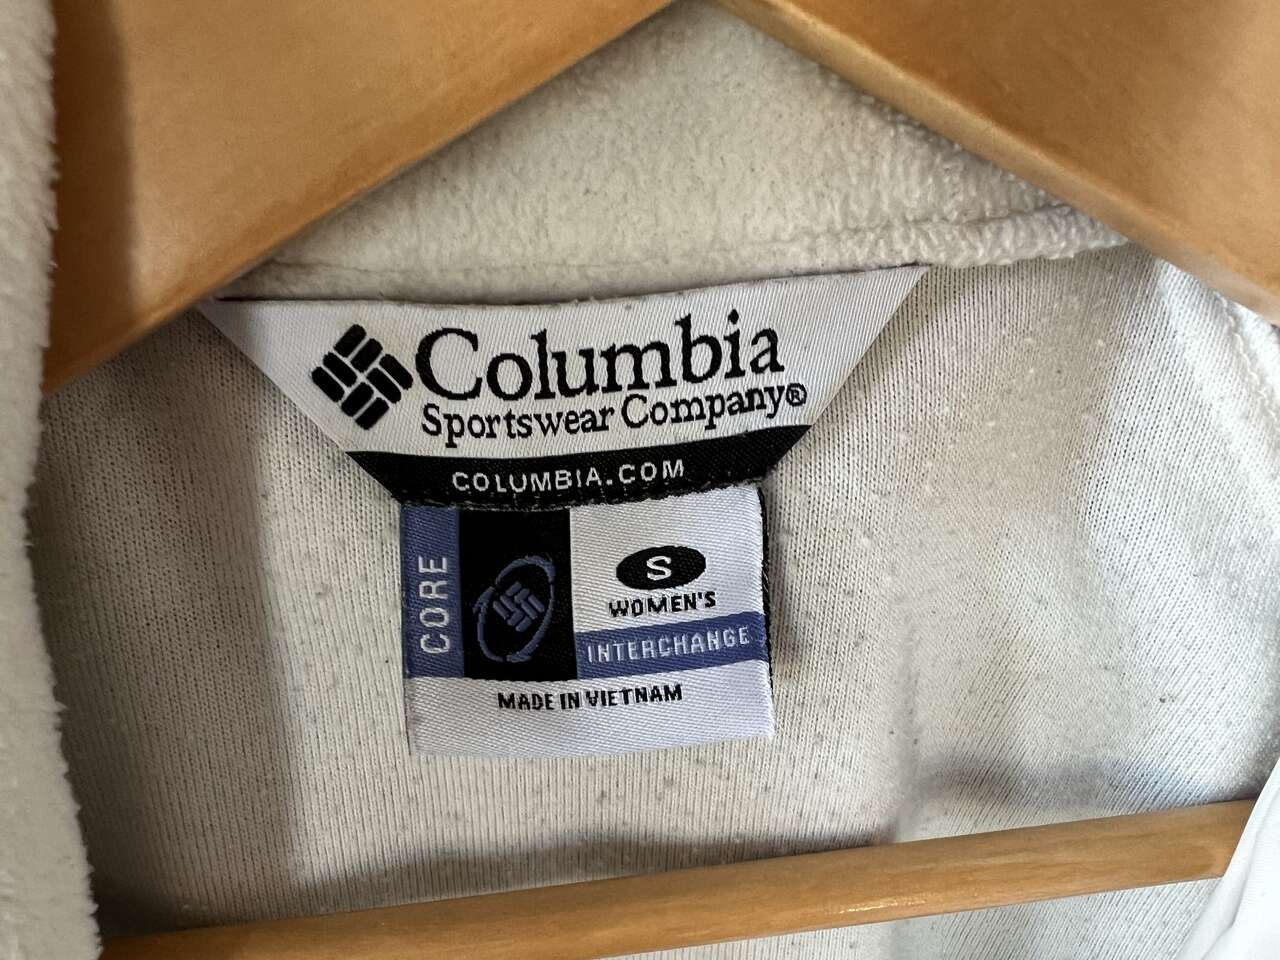 Columbia
Sportswear Company®
COLUMBIA.COM
CORE
S
WOMEN'S
INTERCHANGE
MADE IN VIETNAM